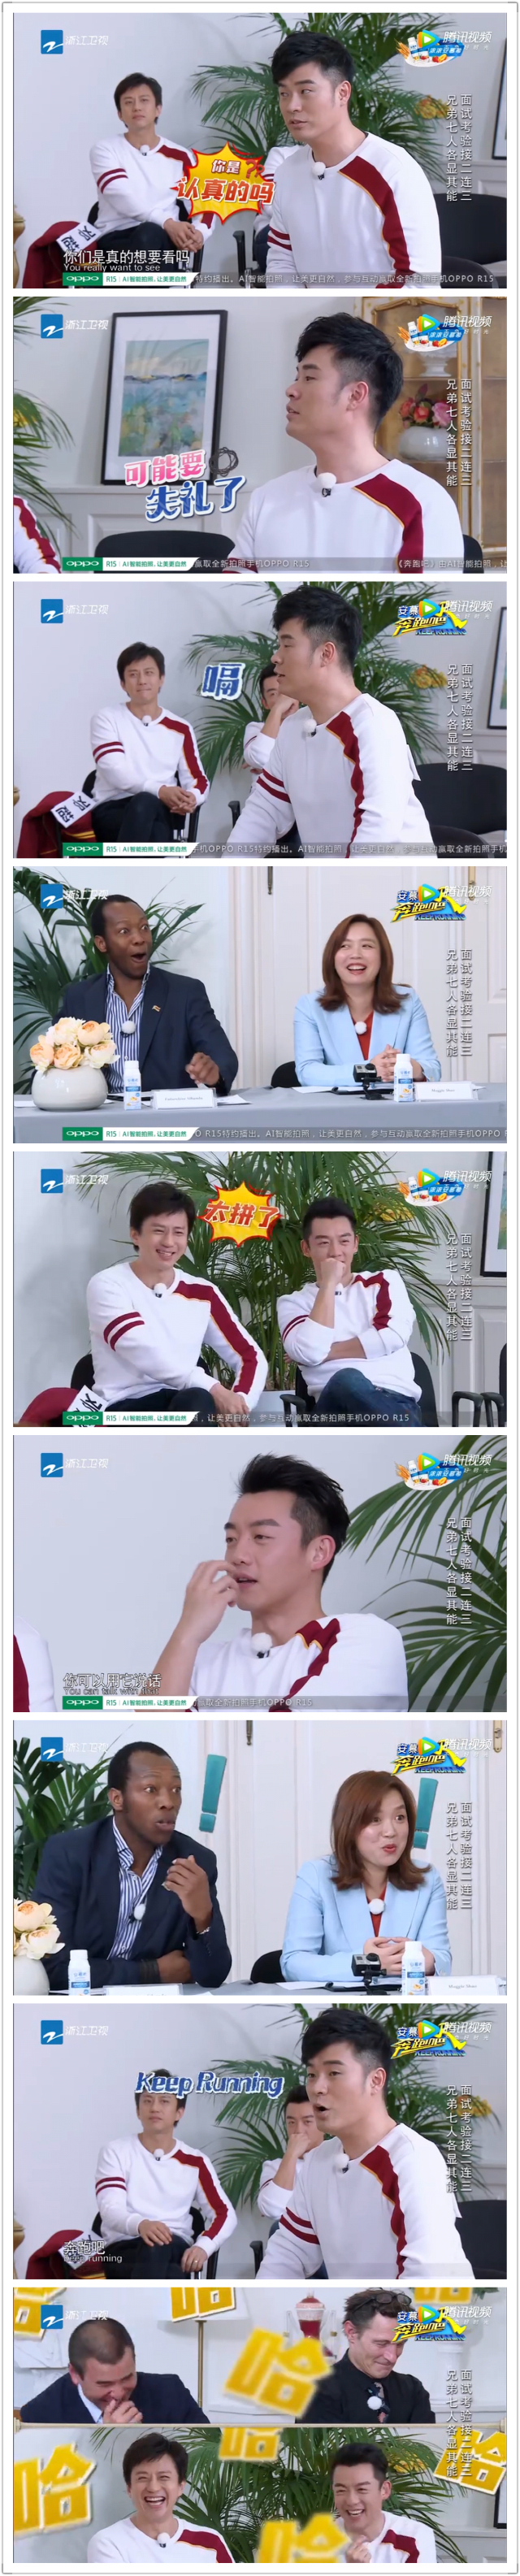 浙江卫视
腾讯视频
面试考验接二连三
兄弟七人各显其能
你是
认真的吗
邓超
你们是真的想要看吗
You really want to see
oppo R15 AI智能拍照,让美更自然
特约播出。AI智能拍照，让美更自然，参与互动赢取全新拍照手机OPPO R15
浙江卫视
腾讯视频
面试考验接二连三
兄弟七人各显其能
可能要
失礼了
oppo R15 AI智能拍照,让美更自然
赢取全新拍照手机OPPO R15
浙江卫视
安慕
腾讯视频
奔跑吧
KEEP RUNNING
面试考验接二连三
兄弟七人各显其能
嗝
邓超
oppo R15 AI智能拍照,让美更自然
手机OPPO R15特约播出。AI智能拍照，让美更自然，参与互动赢取全新拍照手机
浙江卫视
安慕
腾讯视频
奔跑吧
KEEP RUNNING
面试考验接二连三
兄弟七人各显其能
oppo R15 AI智能拍照,让美更自然
O R15特约播出。AI智能拍照，让美更自然，参与互动赢取全新拍照手机OPPO
浙江卫视
腾讯视频
面试考验接二连三
兄弟七人各显其能
太拼了
oppo R15 AI智能拍照,让美更自然
，让美更自然，参与互动赢取全新拍照手机OPPO R15
浙江卫视
腾讯视频
面试考验接二连三
兄弟七人各显其能
你可以用它说话
You can talk with that
oppo R15 AI智能拍照,让美更自然
取全新拍照手机OPPO R15
浙江卫视
安慕
腾讯视频
奔跑吧
KEEP RUNNING
面试考验接二连三
兄弟七人各显其能
!
!
浙江卫视
安慕
腾讯视频
奔跑吧
KEEP RUNNING
面试考验接二连三
兄弟七人各显其能
Keep Running
奔跑吧
Keep Running
浙江卫视
安慕
腾讯视频
奔跑吧
KEEP RUNNING
面试考验接二连三
兄弟七人各显其能
哈
哈
哈
哈
哈
哈